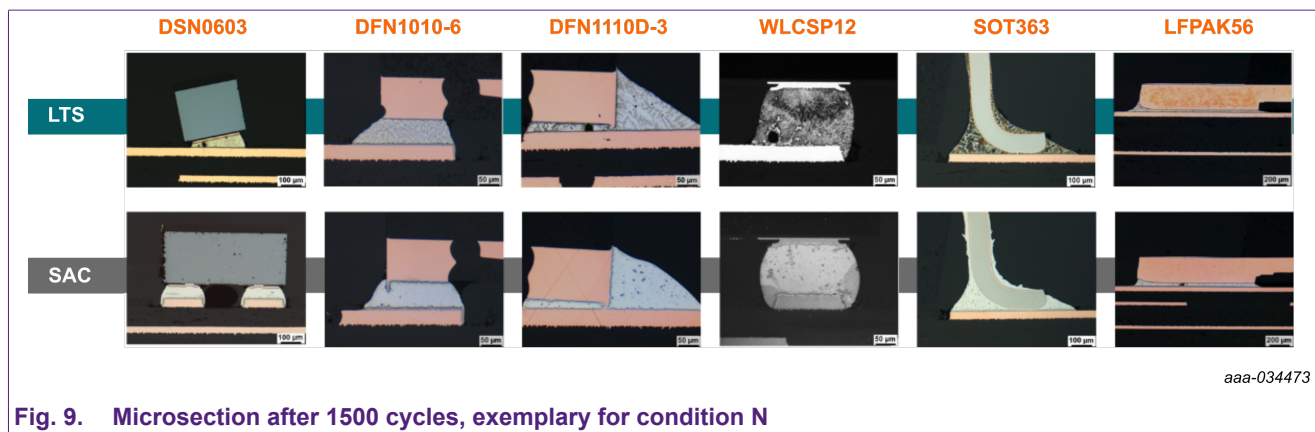 DSN0603 DFN1010-6 DFN1110D-3 WLCSP12 SOT363 LFPAK56
LTS
100 µm 50 µm 50 µm 50 µm 100 µm 200 µm
SAC
100 µm 50 µm 50 µm 50 µm 100 µm 200 µm
aaa-034473
Fig. 9. Microsection after 1500 cycles, exemplary for condition N